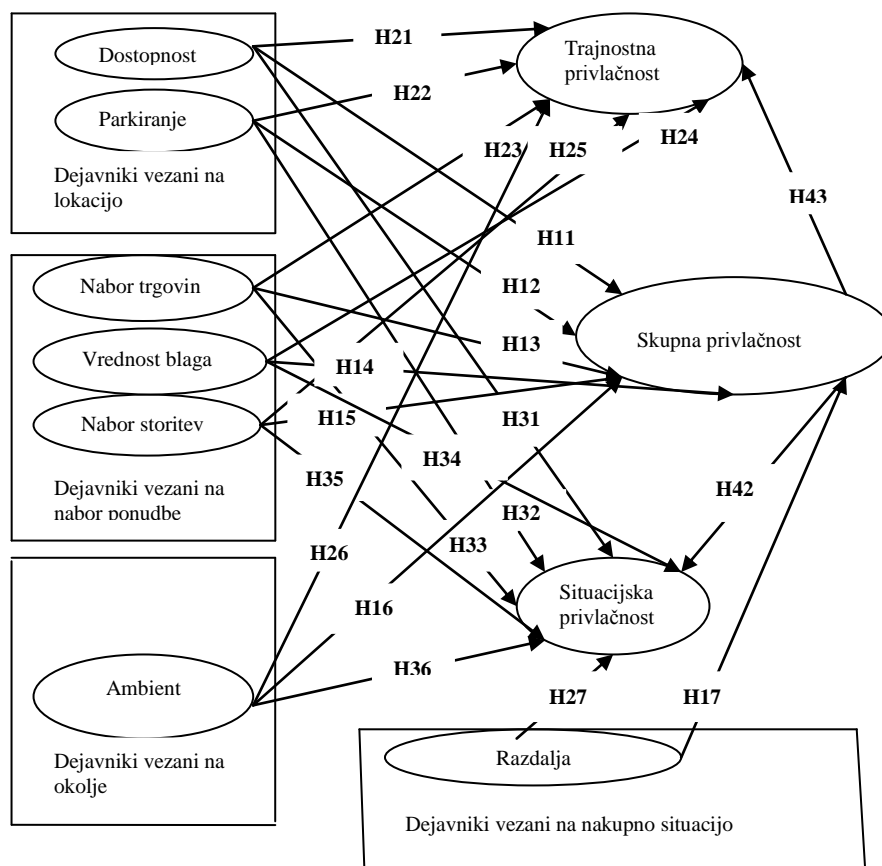 Dostopnost
Parkiranje
Dejavniki vezani na
lokacijo
Nabor trgovin
Vrednost blaga
Nabor storitev
Dejavniki vezani na
nabor ponudbe
Ambient
Dejavniki vezani na
okolje
H21
H22
H23
H25
H24
H11
H12
H13
H14
H15
H31
H34
H35
H32
H33
H26
H16
H36
H27
H17
H42
H43
Trajnostna
privlačnost
Skupna privlačnost
Situacijska
privlačnost
Razdalja
Dejavniki vezani na nakupno situacijo